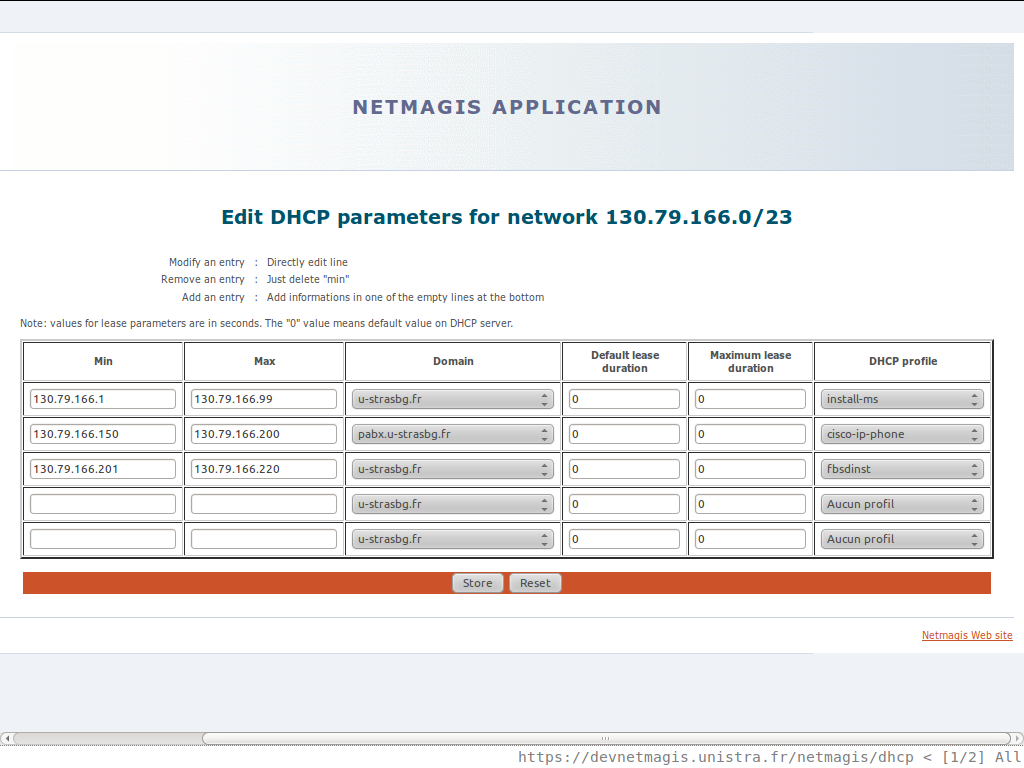 NETMAGIS APPLICATION
Edit DHCP parameters for network 130.79.166.0/23
Modify an entry : Directly edit line
Remove an entry : Just delete "min"
Add an entry : Add informations in one of the empty lines at the bottom
Note: values for lease parameters are in seconds. The "0" value means default value on DHCP server.
Min Max Domain Default lease duration Maximum lease duration DHCP profile
130.79.166.1 130.79.166.99 u-strasbg.fr 0 0 install-ms
130.79.166.150 130.79.166.200 pabx.u-strasbg.fr 0 0 cisco-ip-phone
130.79.166.201 130.79.166.220 u-strasbg.fr 0 0 fbsdinst
u-strasbg.fr 0 0 Aucun profil
u-strasbg.fr 0 0 Aucun profil
Store Reset
Netmagis Web site
https://devnetmagis.unistra.fr/netmagis/dhcp < [1/2] All